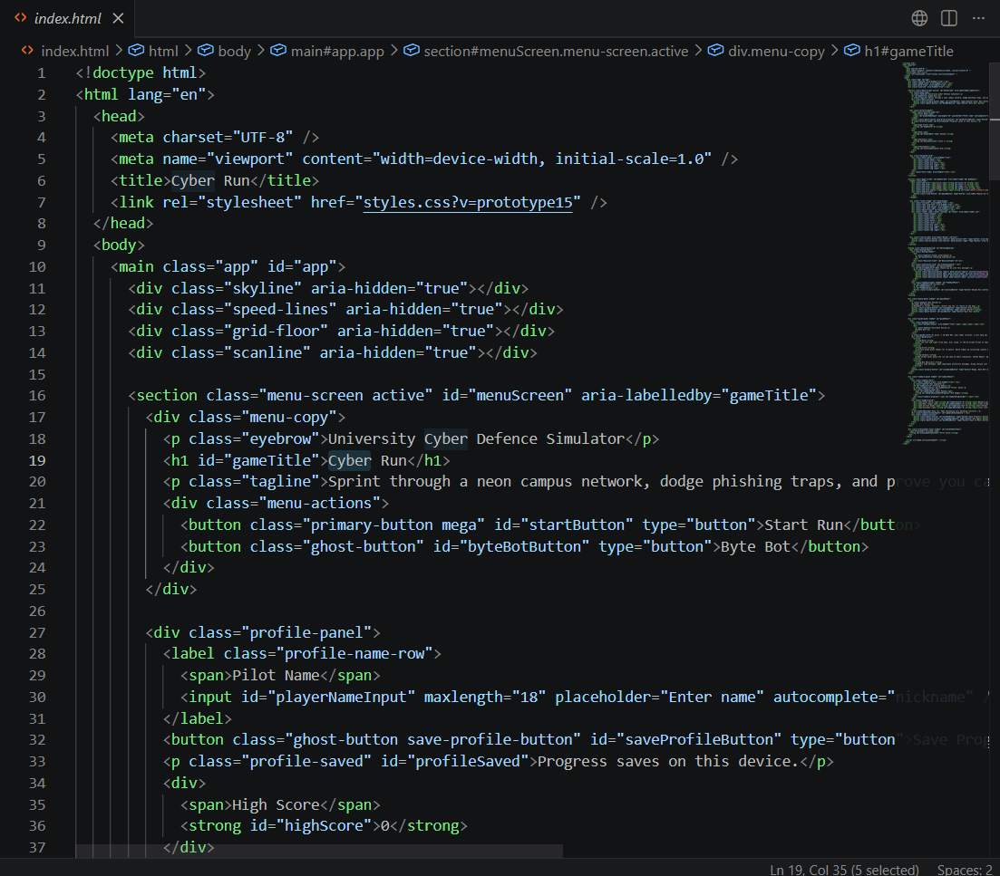 index.html
index.html > html > body > main#app.app > section#menuScreen.menu-screen.active > div.menu-copy > h1#gameTitle
1 <!doctype html>
2 <html lang="en">
3 <head>
4 <meta charset="UTF-8" />
5 <meta name="viewport" content="width=device-width, initial-scale=1.0" />
6 <title>Cyber Run</title>
7 <link rel="stylesheet" href="styles.css?v=prototype15" />
8 </head>
9 <body>
10 <main class="app" id="app">
11 <div class="skyline" aria-hidden="true"></div>
12 <div class="speed-lines" aria-hidden="true"></div>
13 <div class="grid-floor" aria-hidden="true"></div>
14 <div class="scanline" aria-hidden="true"></div>
15
16 <section class="menu-screen active" id="menuScreen" aria-labelledby="gameTitle">
17 <div class="menu-copy">
18 <p class="eyebrow">University Cyber Defence Simulator</p>
19 <h1 id="gameTitle">Cyber Run</h1>
20 <p class="tagline">Sprint through a neon campus network, dodge phishing traps, and prove you ca
21 <div class="menu-actions">
22 <button class="primary-button mega" id="startButton" type="button">Start Run</button>
23 <button class="ghost-button" id="byteBotButton" type="button">Byte Bot</button>
24 </div>
25 </div>
26
27 <div class="profile-panel">
28 <label class="profile-name-row">
29 <span>Pilot Name</span>
30 <input id="playerNameInput" maxlength="18" placeholder="Enter name" autocomplete="nickname" /
31 </label>
32 <button class="ghost-button save-profile-button" id="saveProfileButton" type="button">Save Prog
33 <p class="profile-saved" id="profileSaved">Progress saves on this device.</p>
34 <div>
35 <span>High Score</span>
36 <strong id="highScore">0</strong>
37 </div>
Ln 19, Col 35 (5 selected) Spaces: 2